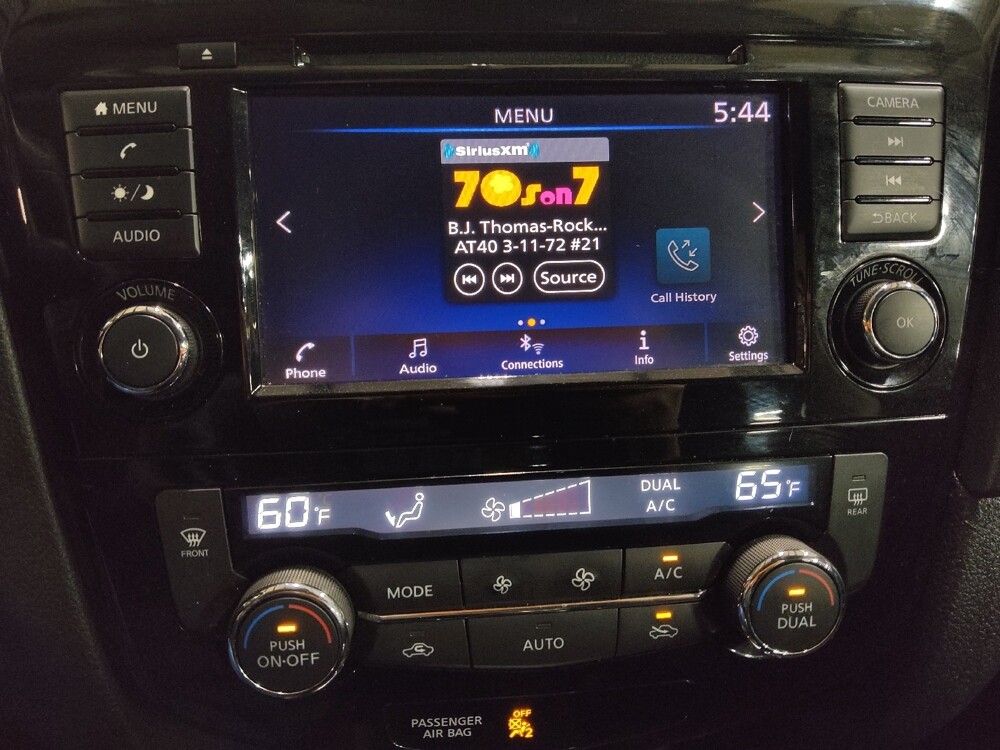 MENU
AUDIO
VOLUME
MENU
5:44
SiriusXM
70s on 7
B.J. Thomas-Rock...
AT40 3-11-72 #21
Source
Call History
Phone
Audio
Connections
Info
Settings
CAMERA
BACK
TUNE·SCROLL
OK
60°F
DUAL
A/C
65°F
FRONT
REAR
MODE
A/C
AUTO
PUSH
ON·OFF
PUSH
DUAL
PASSENGER
AIR BAG
OFF
2